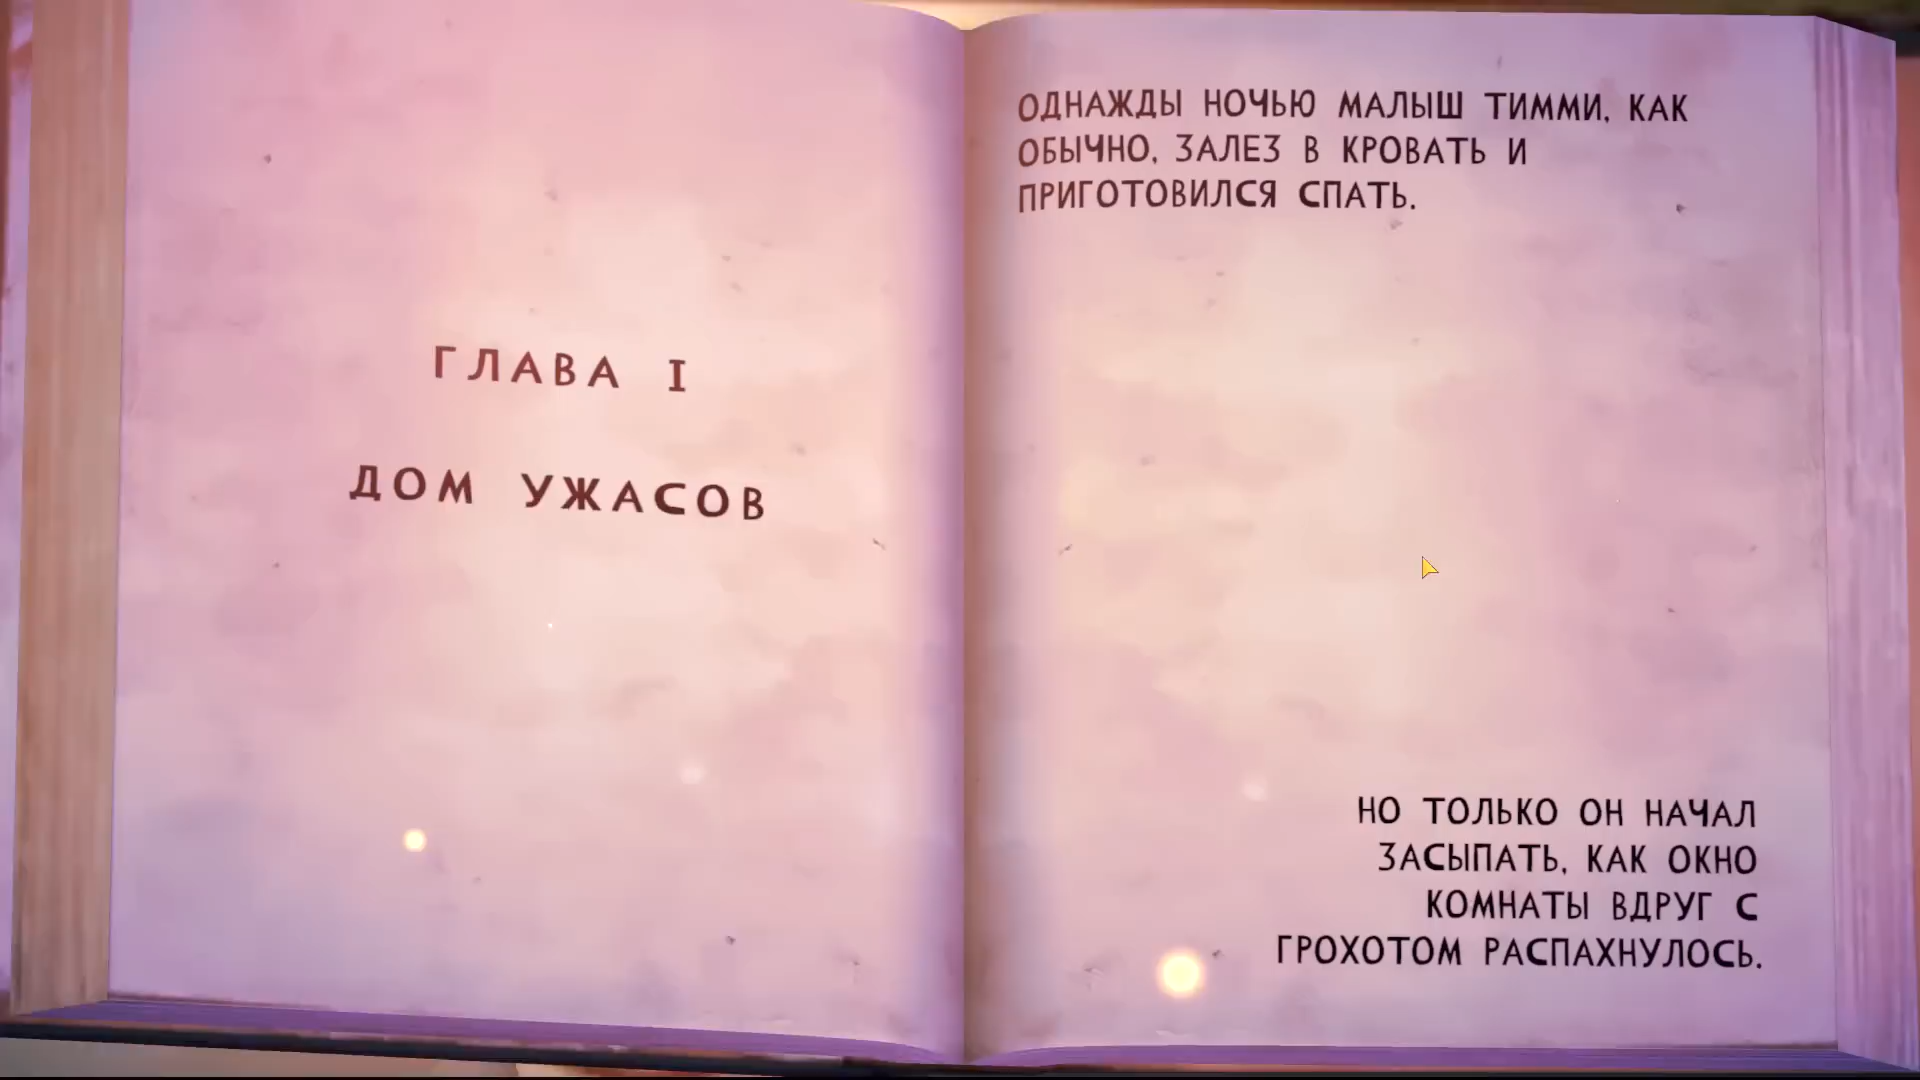 ГЛАВА I
ДОМ УЖАСОВ
ОДНАЖДЫ НОЧЬЮ МАЛЫШ ТИММИ, КАК
ОБЫЧНО, ЗАЛЕЗ В КРОВАТЬ И
ПРИГОТОВИЛСЯ СПАТЬ.
НО ТОЛЬКО ОН НАЧАЛ
ЗАСЫПАТЬ, КАК ОКНО
КОМНАТЫ ВДРУГ С
ГРОХОТОМ РАСПАХНУЛОСЬ.